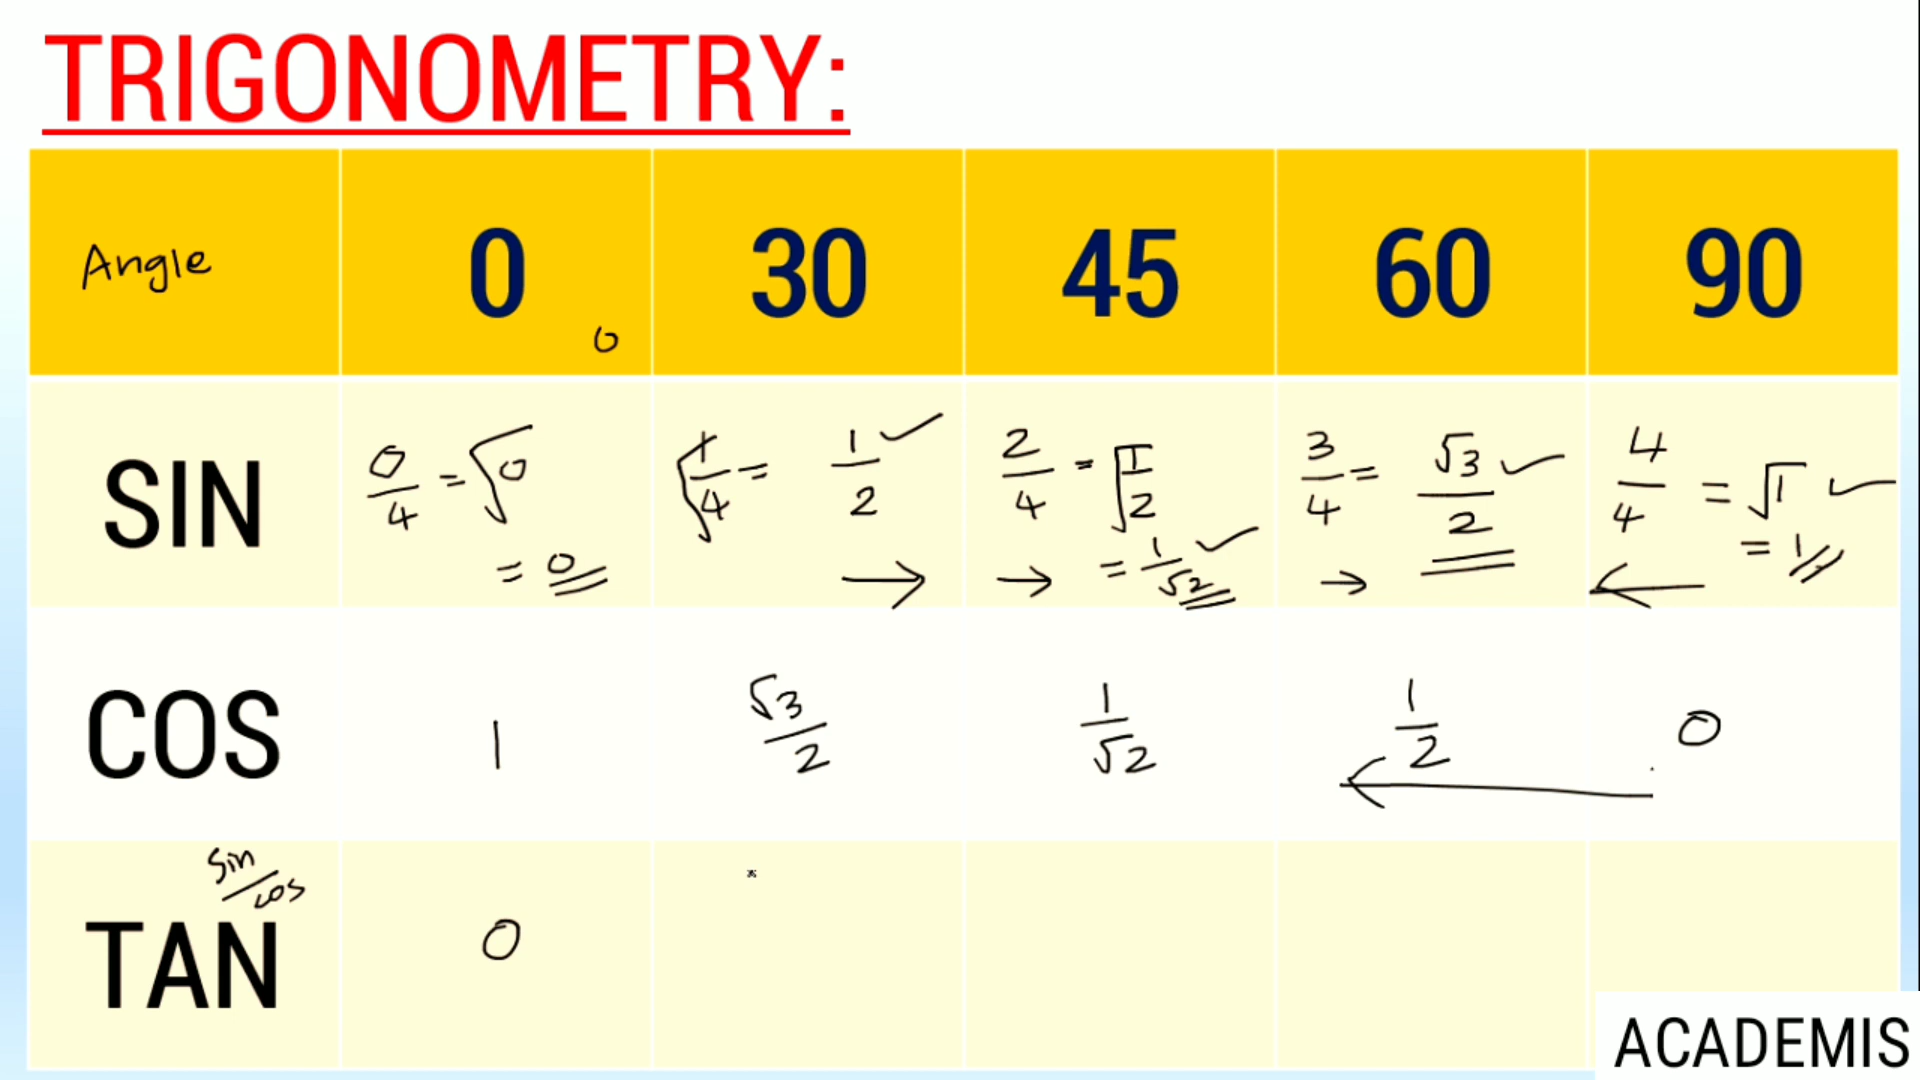 TRIGONOMETRY:
Angle 0 30 45 60 90
0
SIN 0/4 = √0 = 0 √1/4 = 1/2 ✓ → 2/4 = √1/2 → = 1/√2 ✓ 3/4 = √3/2 ✓ → 4/4 = √1 ✓ = 1 ←
COS 1 √3/2 1/√2 1/2 ← 0
sin/cos
TAN 0
ACADEMIS